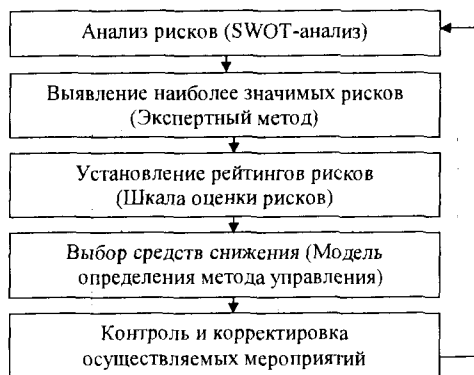 Анализ рисков (SWOT-анализ)
Выявление наиболее значимых рисков
(Экспертный метод)
Установление рейтингов рисков
(Шкала оценки рисков)
Выбор средств снижения (Модель
определения метода управления)
Контроль и корректировка
осуществляемых мероприятий